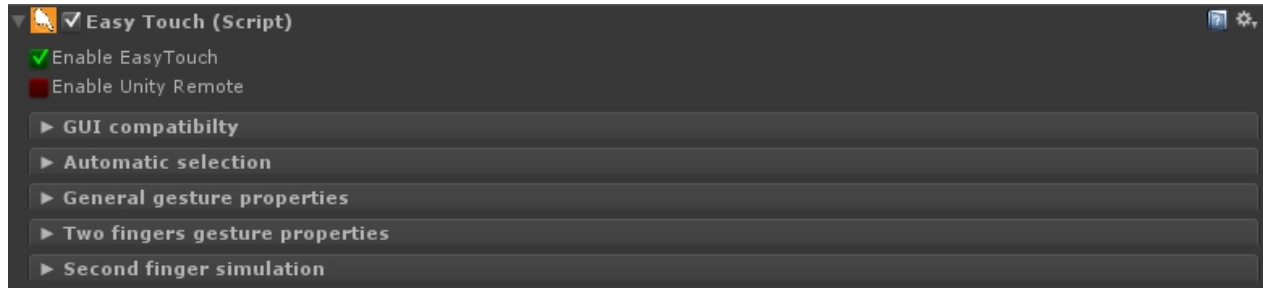 Easy Touch (Script)
Enable EasyTouch
Enable Unity Remote
GUI compatibilty
Automatic selection
General gesture properties
Two fingers gesture properties
Second finger simulation